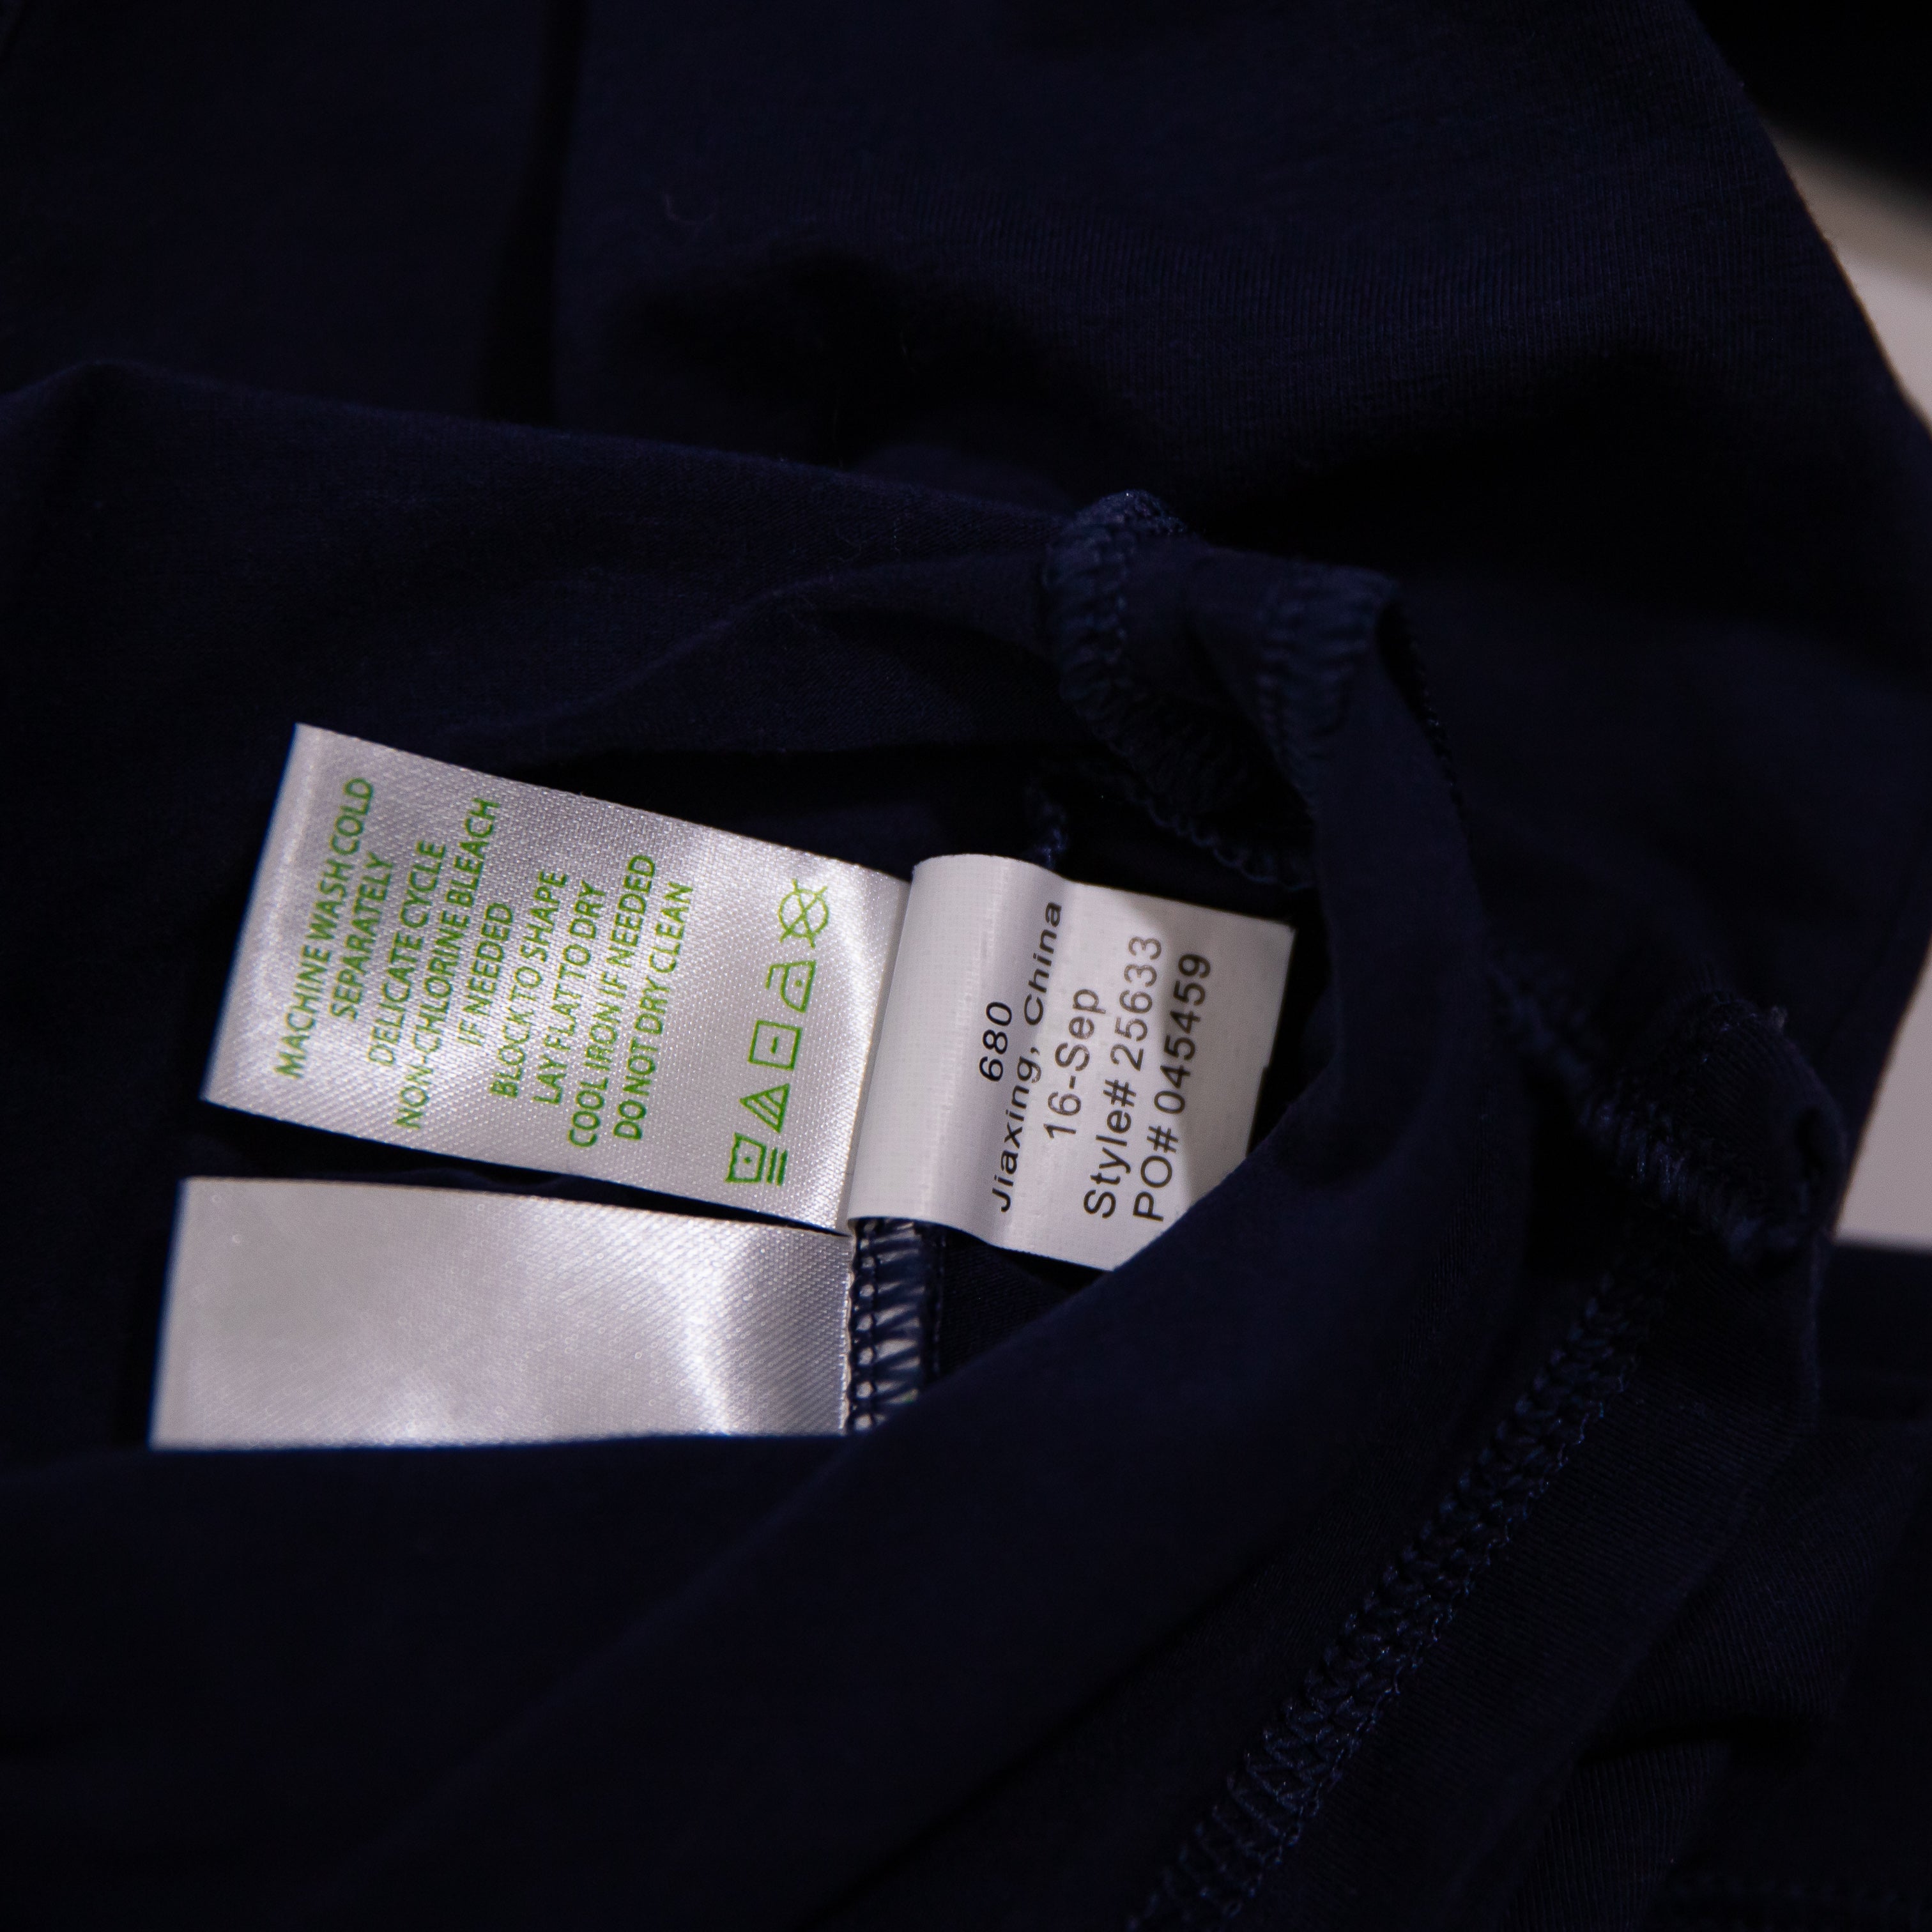 MACHINE WASH COLD
SEPARATELY
DELICATE CYCLE
NON-CHLORINE BLEACH
IF NEEDED
BLOCK TO SHAPE
LAY FLAT TO DRY
COOL IRON IF NEEDED
DO NOT DRY CLEAN
680
Jiaxing, China
16-Sep
Style# 25633
PO# 045459